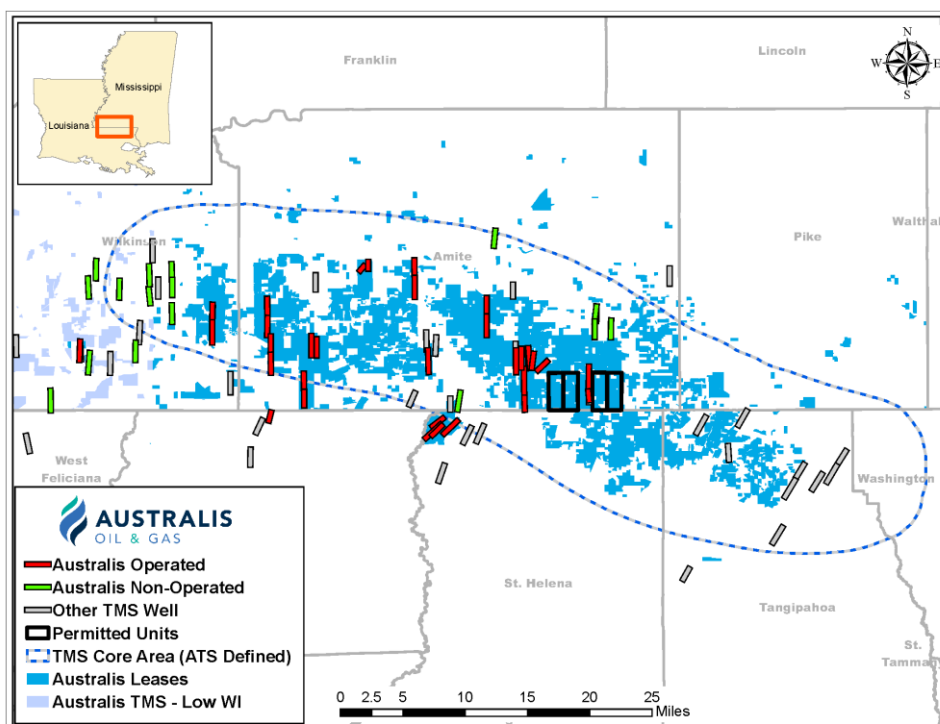 Mississippi
Louisiana
Franklin
Lincoln
N
W
E
S
Wilkinson
Amite
Pike
Walthal
West
Feliciana
Washington
St. Helena
Tangipahoa
St.
Tammany
AUSTRALIS
OIL & GAS
Australis Operated
Australis Non-Operated
Other TMS Well
Permitted Units
TMS Core Area (ATS Defined)
Australis Leases
Australis TMS - Low WI
0 2.5 5 10 15 20 25
Miles